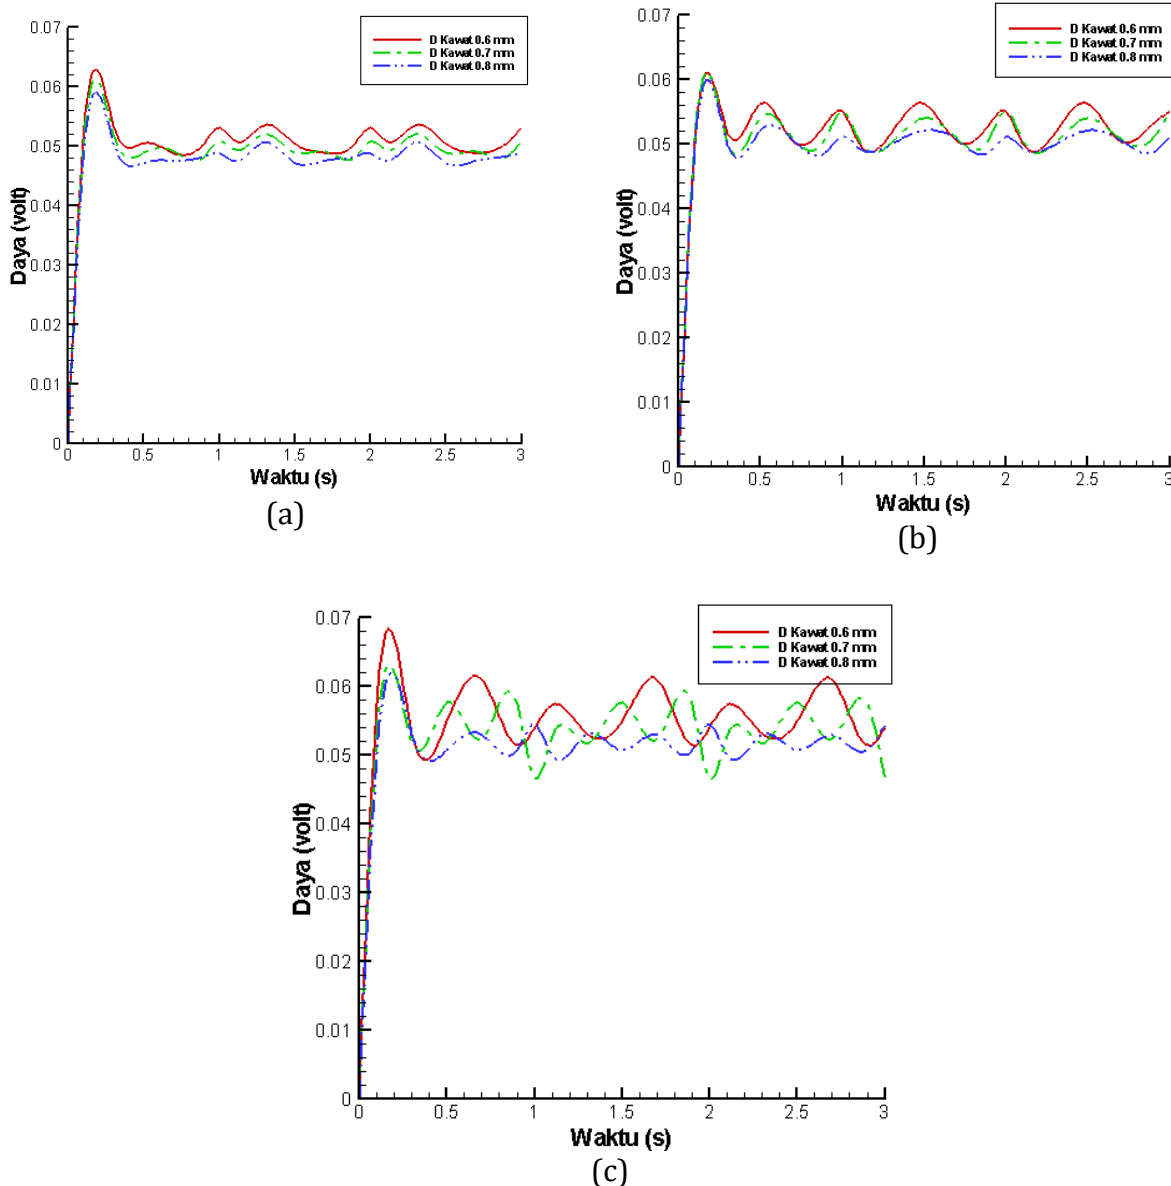 0.07
0.06
0.05
0.04
0.03
0.02
0.01
0
Daya (volt)
D Kawat 0.6 mm
D Kawat 0.7 mm
D Kawat 0.8 mm
0 0.5 1 1.5 2 2.5 3
Waktu (s)
(a)
0.07
0.06
0.05
0.04
0.03
0.02
0.01
0
Daya (volt)
D Kawat 0.6 mm
D Kawat 0.7 mm
D Kawat 0.8 mm
0 0.5 1 1.5 2 2.5 3
Waktu (s)
(b)
0.07
0.06
0.05
0.04
0.03
0.02
0.01
0
Daya (volt)
D Kawat 0.6 mm
D Kawat 0.7 mm
D Kawat 0.8 mm
0 0.5 1 1.5 2 2.5 3
Waktu (s)
(c)